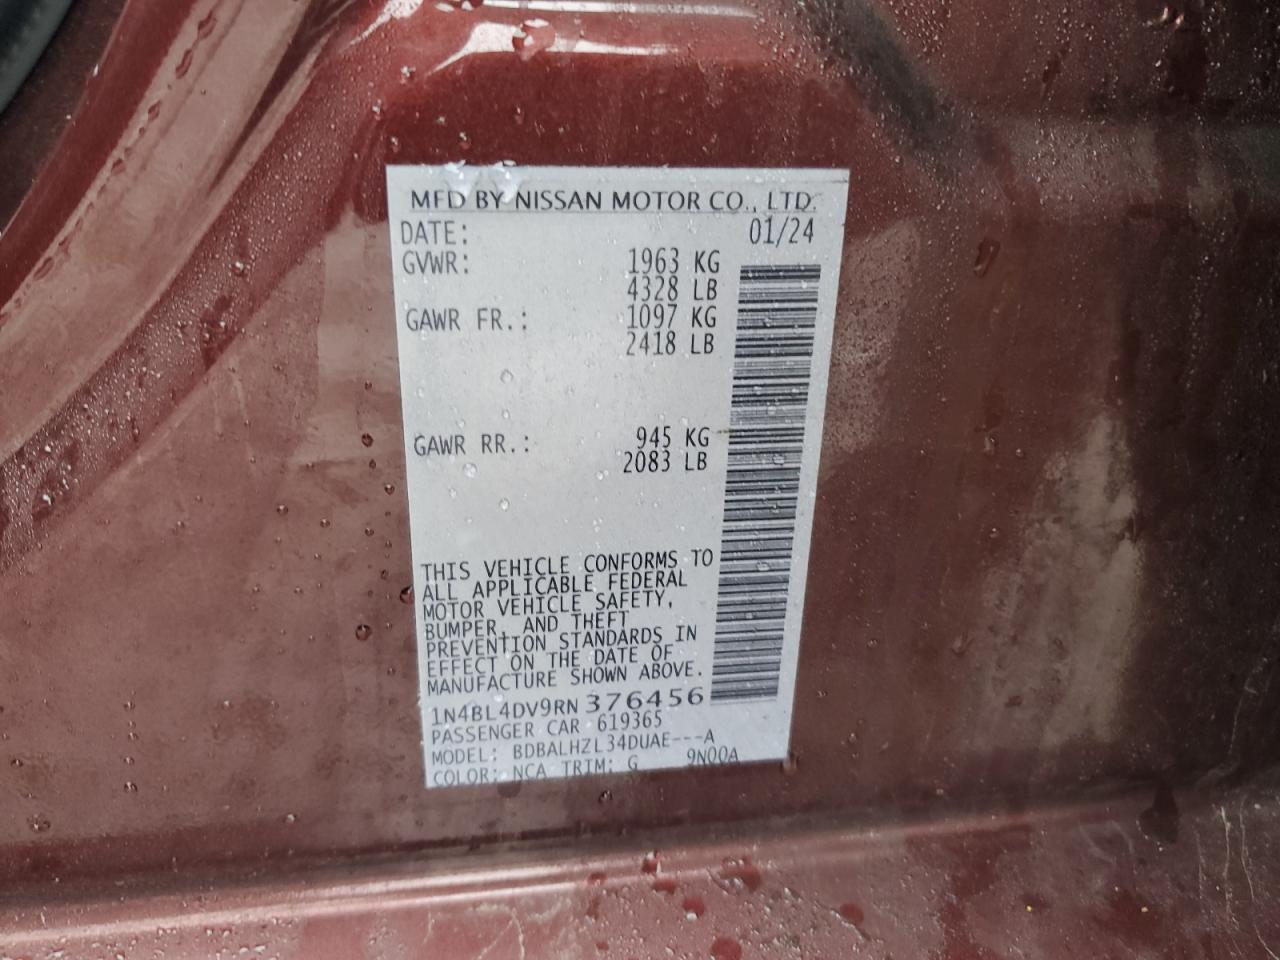 MFD BY NISSAN MOTOR CO., LTD.
DATE: 01/24
GVWR: 1963 KG
4328 LB
GAWR FR.: 1097 KG
2418 LB
GAWR RR.: 945 KG
2083 LB
THIS VEHICLE CONFORMS TO
ALL APPLICABLE FEDERAL
MOTOR VEHICLE SAFETY,
BUMPER, AND THEFT
PREVENTION STANDARDS IN
EFFECT ON THE DATE OF
MANUFACTURE SHOWN ABOVE.
1N4BL4DV9RN 376456
PASSENGER CAR 619365
MODEL: BDBALHZL34DUAE---A
COLOR: NCA TRIM: G 9N00A